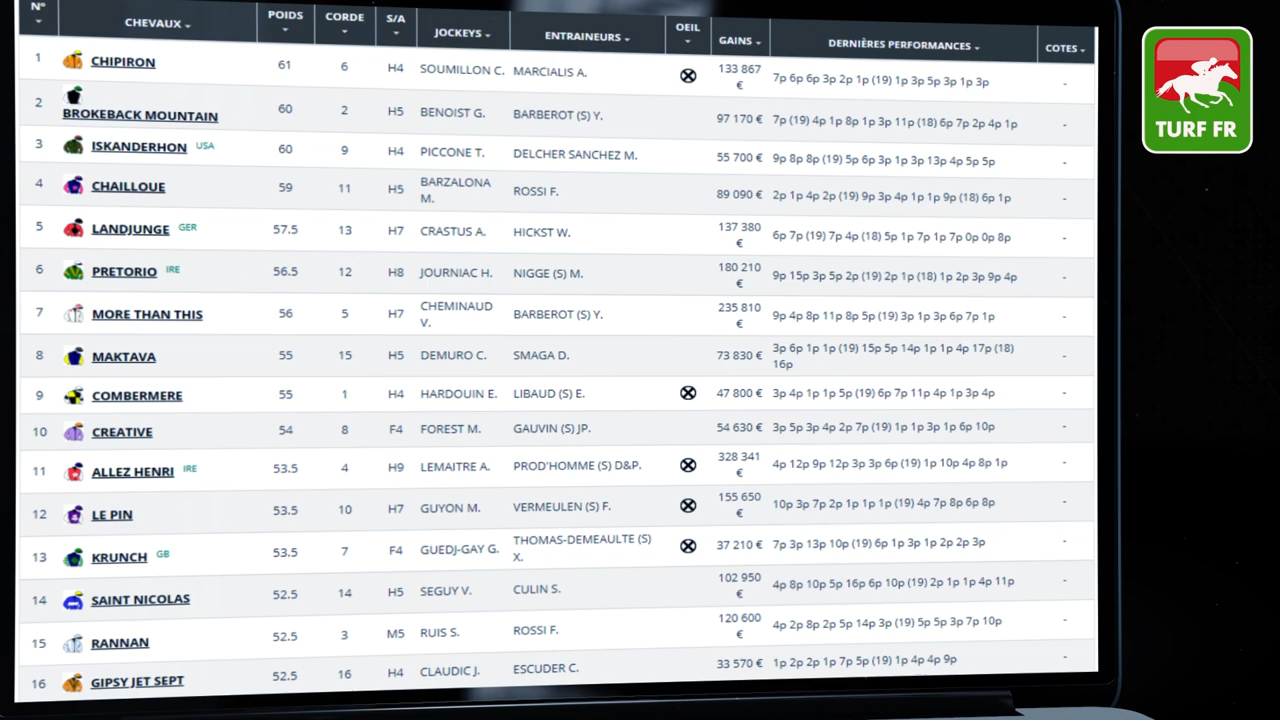 N° CHEVAUX POIDS CORDE S/A JOCKEYS ENTRAINEURS OEIL GAINS DERNIÈRES PERFORMANCES COTES
1 CHIPIRON 61 6 H4 SOUMILLON C. MARCIALIS A. 133 867 € 7p 6p 6p 3p 2p 1p (19) 1p 3p 5p 3p 1p 3p -
2 BROKEBACK MOUNTAIN 60 2 H5 BENOIST G. BARBEROT (S) Y. 97 170 € 7p (19) 4p 1p 8p 1p 3p 11p (18) 6p 7p 2p 4p 1p -
3 ISKANDERHON USA 60 9 H4 PICCONE T. DELCHER SANCHEZ M. 55 700 € 9p 8p 8p (19) 5p 6p 3p 1p 3p 13p 4p 5p 5p -
4 CHAILLOUE 59 11 H5 BARZALONA M. ROSSI F. 89 090 € 2p 1p 4p 2p (19) 9p 3p 4p 1p 1p 9p (18) 6p 1p -
5 LANDJUNGE GER 57.5 13 H7 CRASTUS A. HICKST W. 137 380 € 6p 7p (19) 7p 4p (18) 5p 1p 7p 1p 7p 0p 0p 8p -
6 PRETORIO IRE 56.5 12 H8 JOURNIAC H. NIGGE (S) M. 180 210 € 9p 15p 3p 5p 2p (19) 2p 1p (18) 1p 2p 3p 9p 4p -
7 MORE THAN THIS 56 5 H7 CHEMINAUD V. BARBEROT (S) Y. 235 810 € 9p 4p 8p 11p 8p 5p (19) 3p 1p 3p 6p 7p 1p -
8 MAKTAVA 55 15 H5 DEMURO C. SMAGA D. 73 830 € 3p 6p 1p 1p (19) 15p 5p 14p 1p 1p 4p 17p (18) 16p -
9 COMBERMERE 55 1 H4 HARDOUIN E. LIBAUD (S) E. 47 800 € 3p 4p 1p 1p 5p (19) 6p 7p 11p 4p 1p 3p 4p -
10 CREATIVE 54 8 F4 FOREST M. GAUVIN (S) JP. 54 630 € 3p 5p 3p 4p 2p 7p (19) 1p 1p 3p 1p 6p 10p -
11 ALLEZ HENRI IRE 53.5 4 H9 LEMAITRE A. PROD'HOMME (S) D&P. 328 341 € 4p 12p 9p 12p 3p 3p 6p (19) 1p 10p 4p 8p 1p -
12 LE PIN 53.5 10 H7 GUYON M. VERMEULEN (S) F. 155 650 € 10p 3p 7p 2p 1p 1p 1p (19) 4p 7p 8p 6p 8p -
13 KRUNCH GB 53.5 7 F4 GUEDJ-GAY G. THOMAS-DEMEAULTE (S) X. 37 210 € 7p 3p 13p 10p (19) 6p 1p 3p 1p 2p 2p 3p -
14 SAINT NICOLAS 52.5 14 H5 SEGUY V. CULIN S. 102 950 € 4p 8p 10p 5p 16p 6p 10p (19) 2p 1p 1p 4p 11p -
15 RANNAN 52.5 3 M5 RUIS S. ROSSI F. 120 600 € 4p 2p 8p 2p 5p 14p 3p (19) 5p 5p 3p 7p 10p -
16 GIPSY JET SEPT 52.5 16 H4 CLAUDIC J. ESCUDER C. 33 570 € 1p 2p 2p 1p 7p 5p (19) 1p 4p 4p 9p -
TURF FR